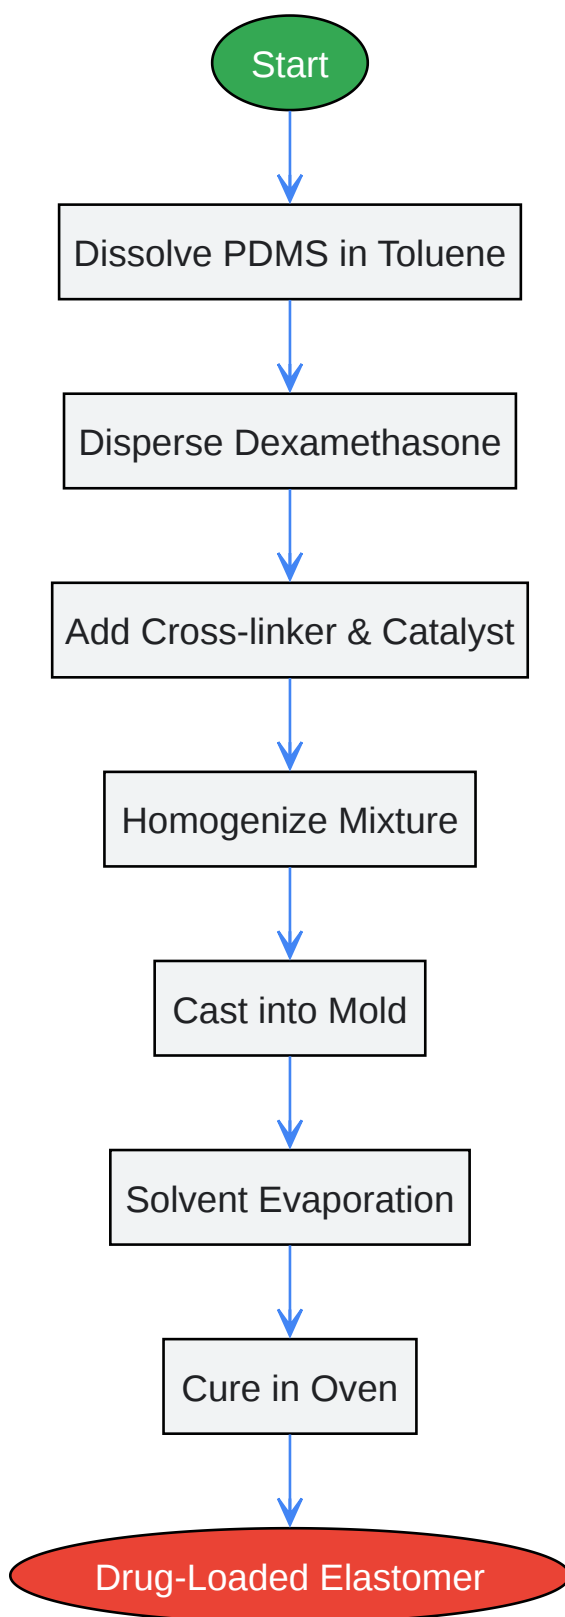 Start
Dissolve PDMS in Toluene
Disperse Dexamethasone
Add Cross-linker & Catalyst
Homogenize Mixture
Cast into Mold
Solvent Evaporation
Cure in Oven
Drug-Loaded Elastomer